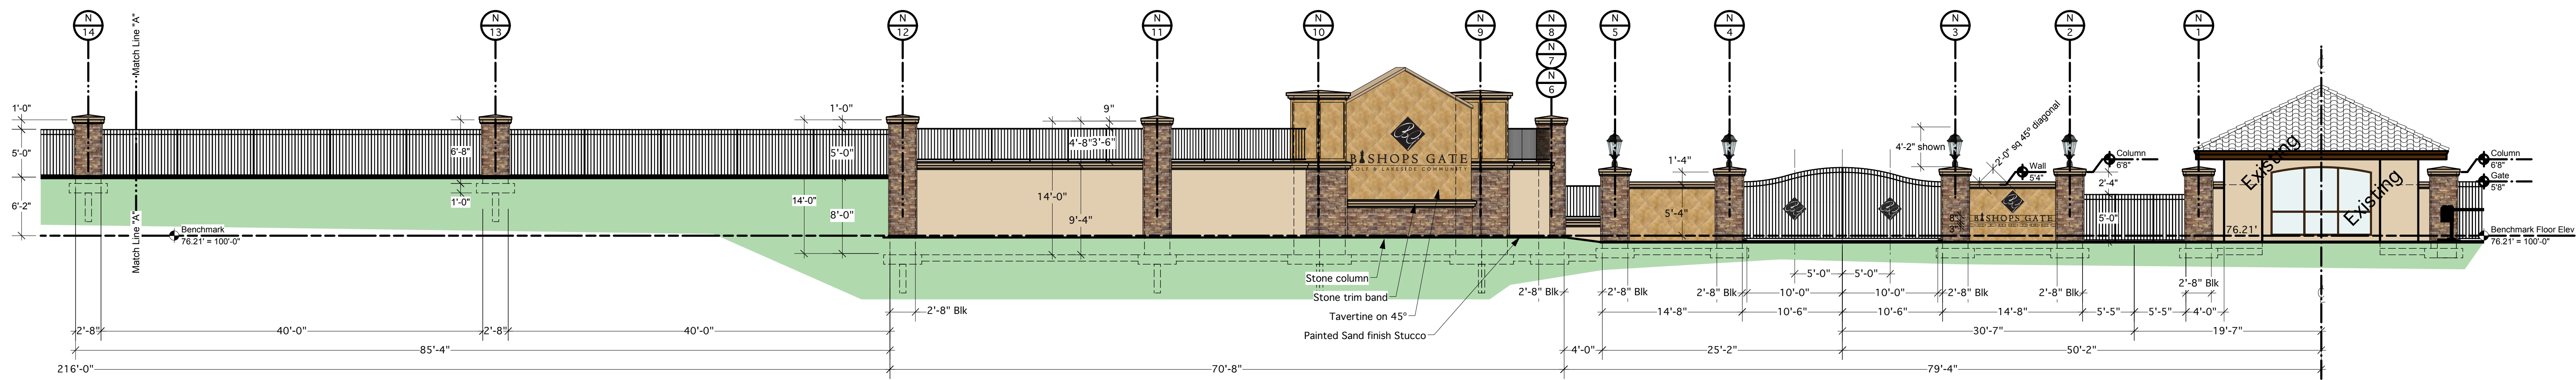 N
14
N
13
N
12
N
11
N
10
N
9
N
8
N
7
N
6
N
5
N
4
N
3
N
2
N
1
Match Line "A"
Match Line "A"
1'-0"
5'-0"
6'-2"
6'-8"
1'-0"
1'-0"
5'-0"
14'-0"
8'-0"
9"
4'-8"
3'-6"
14'-0"
9'-4"
BISHOPS GATE
GOLF & LAKESIDE COMMUNITY
1'-4"
5'-4"
4'-2" shown
2'-0" sq 45° diagonal
Wall
5'4"
Column
6'8"
2'-4"
5'-0"
8"
3"
BISHOPS GATE
76.21'
Existing
Existing
Column
6'8"
Gate
5'8"
Benchmark Floor Elev
76.21' = 100'-0"
Benchmark
76.21' = 100'-0"
Stone column
Stone trim band
Tavertine on 45°
Painted Sand finish Stucco
5'-0"
5'-0"
2'-8" Blk
2'-8" Blk
2'-8" Blk
2'-8" Blk
10'-0"
10'-0"
2'-8" Blk
2'-8" Blk
2'-8" Blk
14'-8"
10'-6"
10'-6"
14'-8"
5'-5"
5'-5"
4'-0"
2'-8"
40'-0"
2'-8"
40'-0"
30'-7"
19'-7"
85'-4"
4'-0"
25'-2"
50'-2"
216'-0"
70'-8"
79'-4"